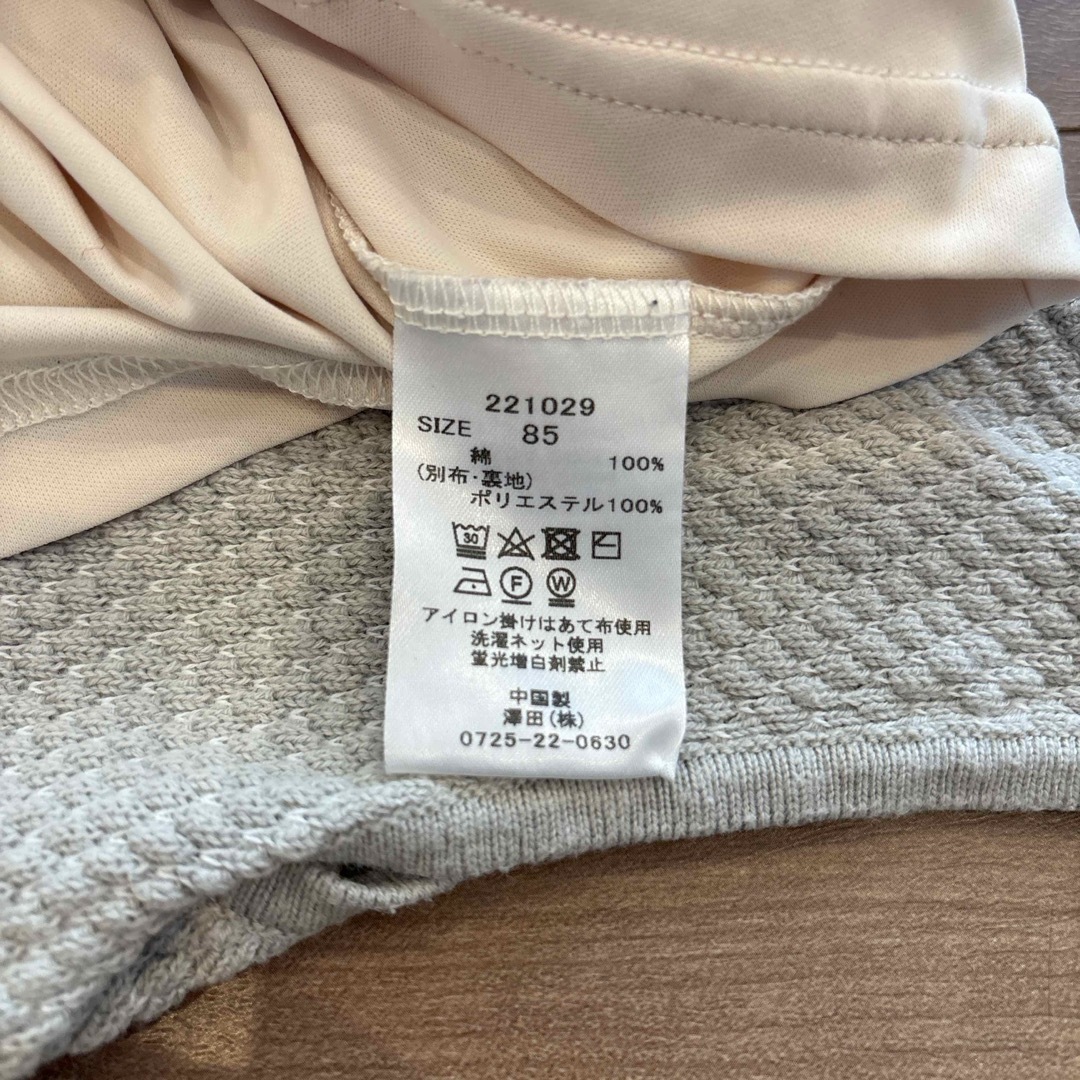 221029
SIZE 85
綿 100%
(別布・裏地)
ポリエステル100%
30
F W
アイロン掛けはあて布使用
洗濯ネット使用
蛍光増白剤禁止
中国製
澤田(株)
0725-22-0630